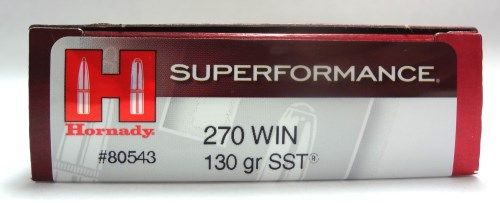 H
Hornady
SUPERFORMANCE®
270 WIN
#80543
130 gr SST®